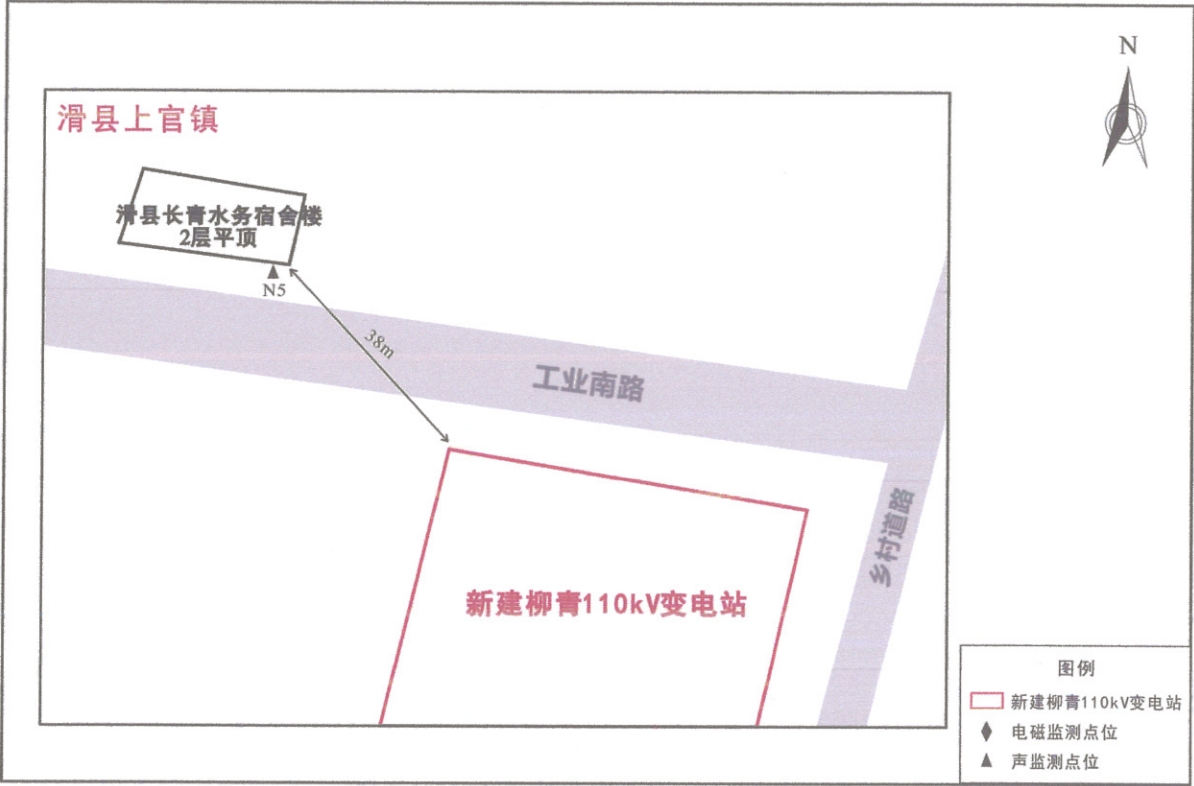 N
滑县上官镇
滑县长青水务宿舍楼
2层平顶
N5
38m
工业南路
乡村道路
新建柳青110kV变电站
图例
新建柳青110kV变电站
电磁监测点位
声监测点位